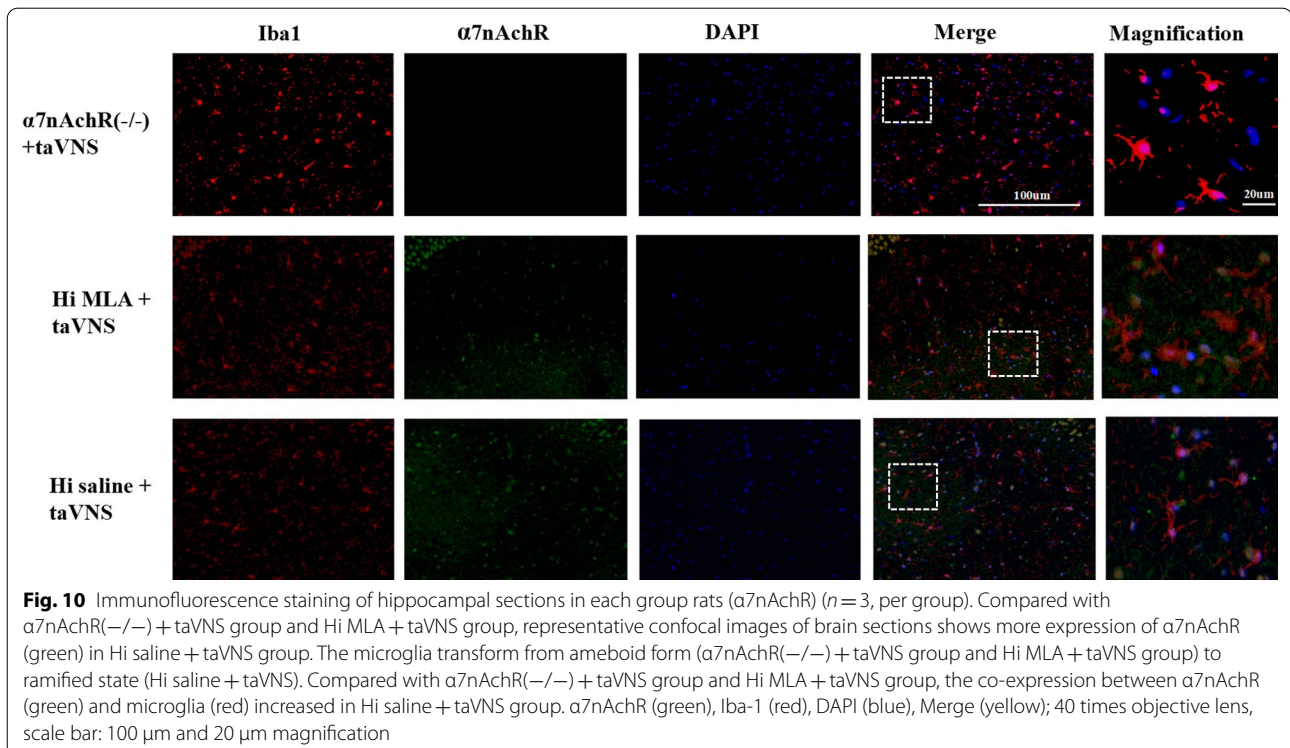 Iba1 α7nAchR DAPI Merge Magnification
α7nAchR(-/-)
+taVNS
100um
20um
Hi MLA +
taVNS
Hi saline +
taVNS
Fig. 10 Immunofluorescence staining of hippocampal sections in each group rats (α7nAchR) (n = 3, per group). Compared with
α7nAchR(−/−) + taVNS group and Hi MLA + taVNS group, representative confocal images of brain sections shows more expression of α7nAchR
(green) in Hi saline + taVNS group. The microglia transform from ameboid form (α7nAchR(−/−) + taVNS group and Hi MLA + taVNS group) to
ramified state (Hi saline + taVNS). Compared with α7nAchR(−/−) + taVNS group and Hi MLA + taVNS group, the co-expression between α7nAchR
(green) and microglia (red) increased in Hi saline + taVNS group. α7nAchR (green), Iba-1 (red), DAPI (blue), Merge (yellow); 40 times objective lens,
scale bar: 100 μm and 20 μm magnification